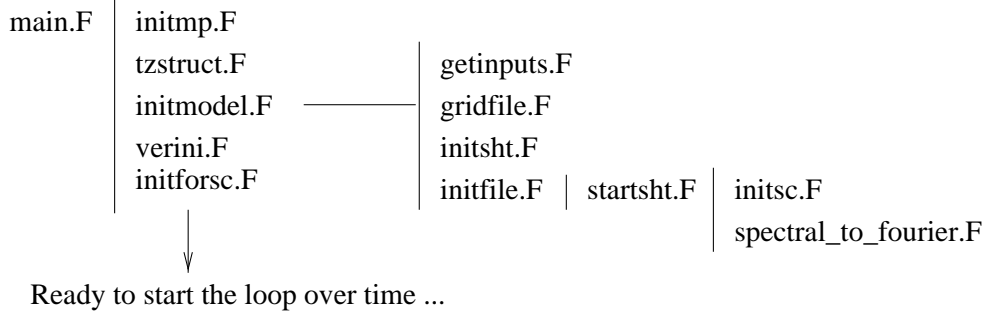 main.F
initmp.F
tzstruct.F
initmodel.F
verini.F
initforsc.F
getinputs.F
gridfile.F
initsht.F
initfile.F
startsht.F
initsc.F
spectral_to_fourier.F
Ready to start the loop over time ...